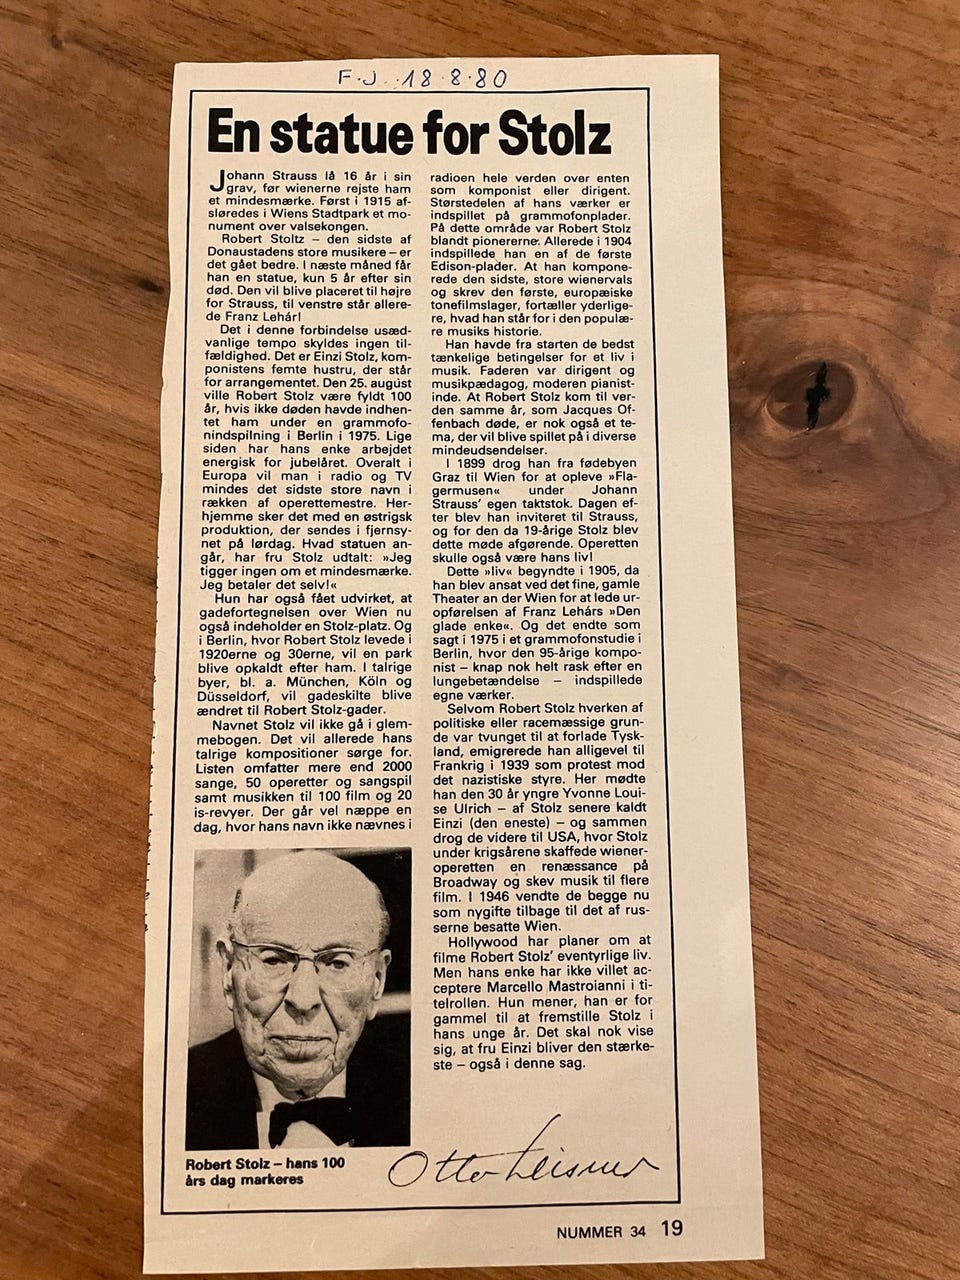 F.J. 18.8.80
En statue for Stolz
Johann Strauss lå 16 år i sin
grav, før wienerne rejste ham
et mindesmærke. Først i 1915 af-
sløredes i Wiens Stadtpark et mo-
nument over valsekongen.
Robert Stoltz – den sidste af
Donaustadens store musikere – er
det gået bedre. I næste måned får
han en statue, kun 5 år efter sin
død. Den vil blive placeret til højre
for Strauss, til venstre står allere-
de Franz Lehár!
Det i denne forbindelse usæd-
vanlige tempo skyldes ingen til-
fældighed. Det er Einzi Stolz, kom-
ponistens femte hustru, der står
for arrangementet. Den 25. august
ville Robert Stolz være fyldt 100
år, hvis ikke døden havde indhen-
tet ham under en grammofo-
nindspilning i Berlin i 1975. Lige
siden har hans enke arbejdet
energisk for jubelåret. Overalt i
Europa vil man i radio og TV
mindes det sidste store navn i
rækken af operettemestre. Her-
hjemme sker det med en østrigsk
produktion, der sendes i fjernsy-
net på lørdag. Hvad statuen an-
går, har fru Stolz udtalt: »Jeg
tigger ingen om et mindesmærke.
Jeg betaler det selv!«
Hun har også fået udvirket, at
gadefortegnelsen over Wien nu
også indeholder en Stolz-platz. Og
i Berlin, hvor Robert Stolz levede i
1920erne og 30erne, vil en park
blive opkaldt efter ham. I talrige
byer, bl. a. München, Köln og
Düsseldorf, vil gadeskilte blive
ændret til Robert Stolz-gader.
Navnet Stolz vil ikke gå i glem-
mebogen. Det vil allerede hans
talrige kompositioner sørge for.
Listen omfatter mere end 2000
sange, 50 operetter og sangspil
samt musikken til 100 film og 20
is-revyer. Der går vel næppe en
dag, hvor hans navn ikke nævnes i
radioen hele verden over enten
som komponist eller dirigent.
Størstedelen af hans værker er
indspillet på grammofonplader.
På dette område var Robert Stolz
blandt pionererne. Allerede i 1904
indspillede han en af de første
Edison-plader. At han kompone-
rede den sidste, store wienervals
og skrev den første, europæiske
tonefilmslager, fortæller yderlige-
re, hvad han står for i den populæ-
re musiks historie.
Han havde fra starten de bedst
tænkelige betingelser for et liv i
musik. Faderen var dirigent og
musikpædagog, moderen pianist-
inde. At Robert Stolz kom til ver-
den samme år, som Jacques Of-
fenbach døde, er nok også et te-
ma, der vil blive spillet på i diverse
mindeudsendelser.
I 1899 drog han fra fødebyen
Graz til Wien for at opleve »Fla-
germusen« under Johann
Strauss' egen taktstok. Dagen ef-
ter blev han inviteret til Strauss,
og for den da 19-årige Stolz blev
dette møde afgørende. Operetten
skulle også være hans liv!
Dette »liv« begyndte i 1905, da
han blev ansat ved det fine, gamle
Theater an der Wien for at lede ur-
opførelsen af Franz Lehárs »Den
glade enke«. Og det endte som
sagt i 1975 i et grammofonstudie i
Berlin, hvor den 95-årige kompo-
nist – knap nok helt rask efter en
lungebetændelse – indspillede
egne værker.
Selvom Robert Stolz hverken af
politiske eller racemæssige grun-
de var tvunget til at forlade Tysk-
land, emigrerede han alligevel til
Frankrig i 1939 som protest mod
det nazistiske styre. Her mødte
han den 30 år yngre Yvonne Loui-
se Ulrich – af Stolz senere kaldt
Einzi (den eneste) – og sammen
drog de videre til USA, hvor Stolz
under krigsårene skaffede wiener-
operetten en renæssance på
Broadway og skev musik til flere
film. I 1946 vendte de begge nu
som nygifte tilbage til det af rus-
serne besatte Wien.
Hollywood har planer om at
filme Robert Stolz' eventyrlige liv.
Men hans enke har ikke villet ac-
ceptere Marcello Mastroianni i ti-
telrollen. Hun mener, han er for
gammel til at fremstille Stolz i
hans unge år. Det skal nok vise
sig, at fru Einzi bliver den stærke-
ste – også i denne sag.
Otto Leisner
Robert Stolz – hans 100
års dag markeres
NUMMER 34 19